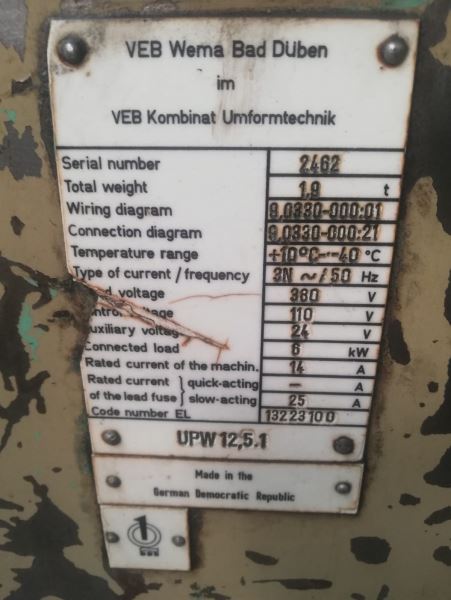 VEB Wema Bad Düben
im
VEB Kombinat Umformtechnik
Serial number 2462
Total weight 1,9 t
Wiring diagram 9.0330-000:01
Connection diagram 9.0330-000:21
Temperature range +10°C---40 °C
Type of current / frequency 3N ~ / 50 Hz
voltage 380 V
110 V
uxiliary voltag 24 V
Connected load 6 kW
Rated current of the machin. 14 A
Rated current } quick-acting – A
of the lead fuse } slow-acting 25 A
Code number EL 13223100
UPW 12,5.1
Made in the
German Democratic Republic
1